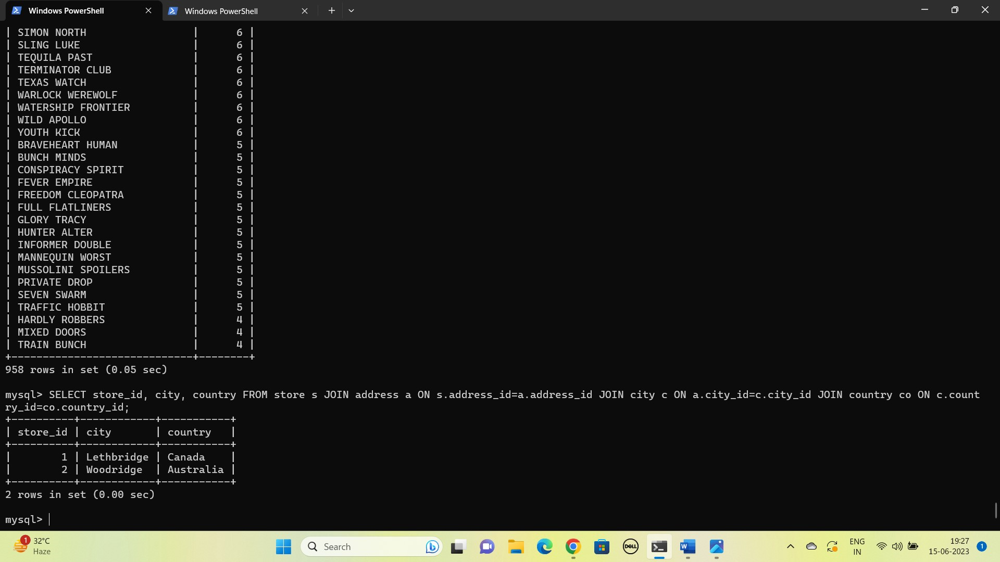 Windows PowerShell
Windows PowerShell
| SIMON NORTH | 6 |
| SLING LUKE | 6 |
| TEQUILA PAST | 6 |
| TERMINATOR CLUB | 6 |
| TEXAS WATCH | 6 |
| WARLOCK WEREWOLF | 6 |
| WATERSHIP FRONTIER | 6 |
| WILD APOLLO | 6 |
| YOUTH KICK | 6 |
| BRAVEHEART HUMAN | 5 |
| BUNCH MINDS | 5 |
| CONSPIRACY SPIRIT | 5 |
| FEVER EMPIRE | 5 |
| FREEDOM CLEOPATRA | 5 |
| FULL FLATLINERS | 5 |
| GLORY TRACY | 5 |
| HUNTER ALTER | 5 |
| INFORMER DOUBLE | 5 |
| MANNEQUIN WORST | 5 |
| MUSSOLINI SPOILERS | 5 |
| PRIVATE DROP | 5 |
| SEVEN SWARM | 5 |
| TRAFFIC HOBBIT | 5 |
| HARDLY ROBBERS | 4 |
| MIXED DOORS | 4 |
| TRAIN BUNCH | 4 |
+-----------------------------+--------+
958 rows in set (0.05 sec)
mysql> SELECT store_id, city, country FROM store s JOIN address a ON s.address_id=a.address_id JOIN city c ON a.city_id=c.city_id JOIN country co ON c.count
ry_id=co.country_id;
+----------+------------+-----------+
| store_id | city | country |
+----------+------------+-----------+
| 1 | Lethbridge | Canada |
| 2 | Woodridge | Australia |
+----------+------------+-----------+
2 rows in set (0.00 sec)
mysql>
1
32°C
Haze
Search
DELL
W
ENG
IN
19:27
15-06-2023
1